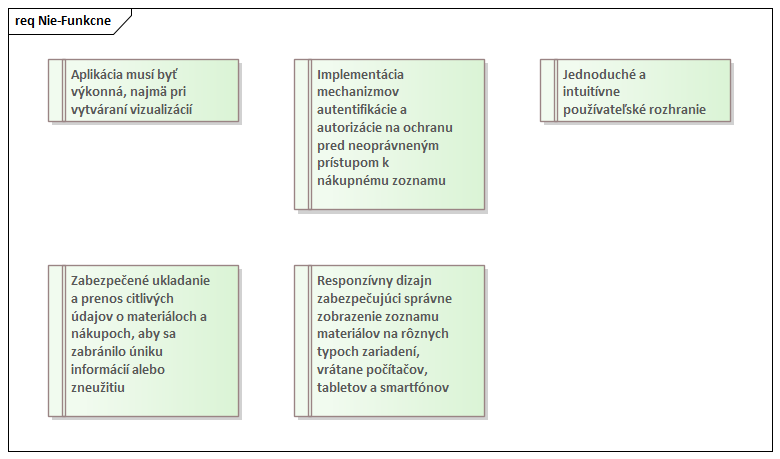 req Nie-Funkcne
Aplikácia musí byť
výkonná, najmä pri
vytváraní vizualizácií
Implementácia
mechanizmov
autentifikácie a
autorizácie na ochranu
pred neoprávneným
prístupom k
nákupnému zoznamu
Jednoduché a
intuitívne
používateľské rozhranie
Zabezpečené ukladanie
a prenos citlivých
údajov o materiáloch a
nákupoch, aby sa
zabránilo úniku
informácií alebo
zneužitiu
Responzívny dizajn
zabezpečujúci správne
zobrazenie zoznamu
materiálov na rôznych
typoch zariadení,
vrátane počítačov,
tabletov a smartfónov